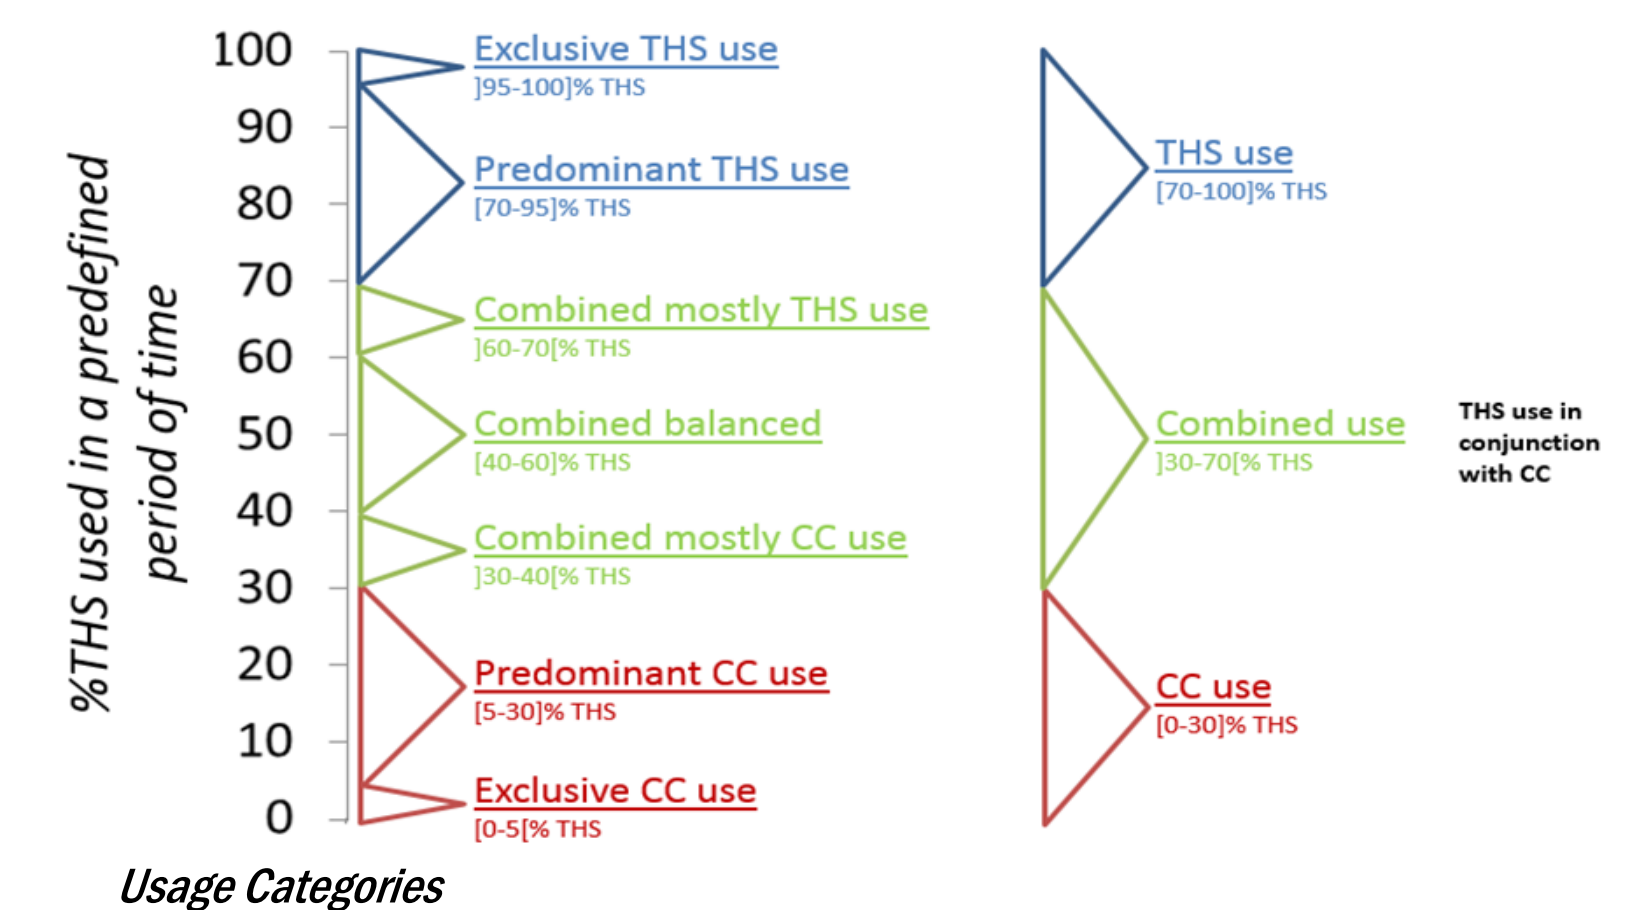 %THS used in a predefined
period of time
100
90
80
70
60
50
40
30
20
10
0
Exclusive THS use
]95-100]% THS
Predominant THS use
[70-95]% THS
Combined mostly THS use
]60-70[% THS
Combined balanced
[40-60]% THS
Combined mostly CC use
]30-40[% THS
Predominant CC use
[5-30]% THS
Exclusive CC use
[0-5[% THS
THS use
[70-100]% THS
Combined use
]30-70[% THS
CC use
[0-30]% THS
THS use in
conjunction
with CC
Usage Categories